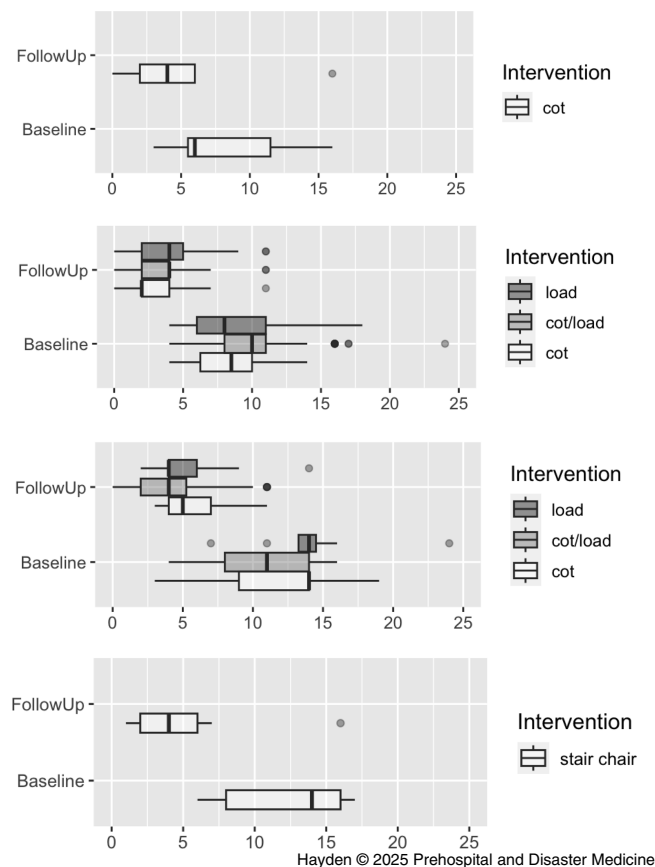 FollowUp
Baseline
0 5 10 15 20 25
Intervention
cot
FollowUp
Baseline
0 5 10 15 20 25
Intervention
load
cot/load
cot
FollowUp
Baseline
0 5 10 15 20 25
Intervention
load
cot/load
cot
FollowUp
Baseline
0 5 10 15 20 25
Intervention
stair chair
Hayden © 2025 Prehospital and Disaster Medicine